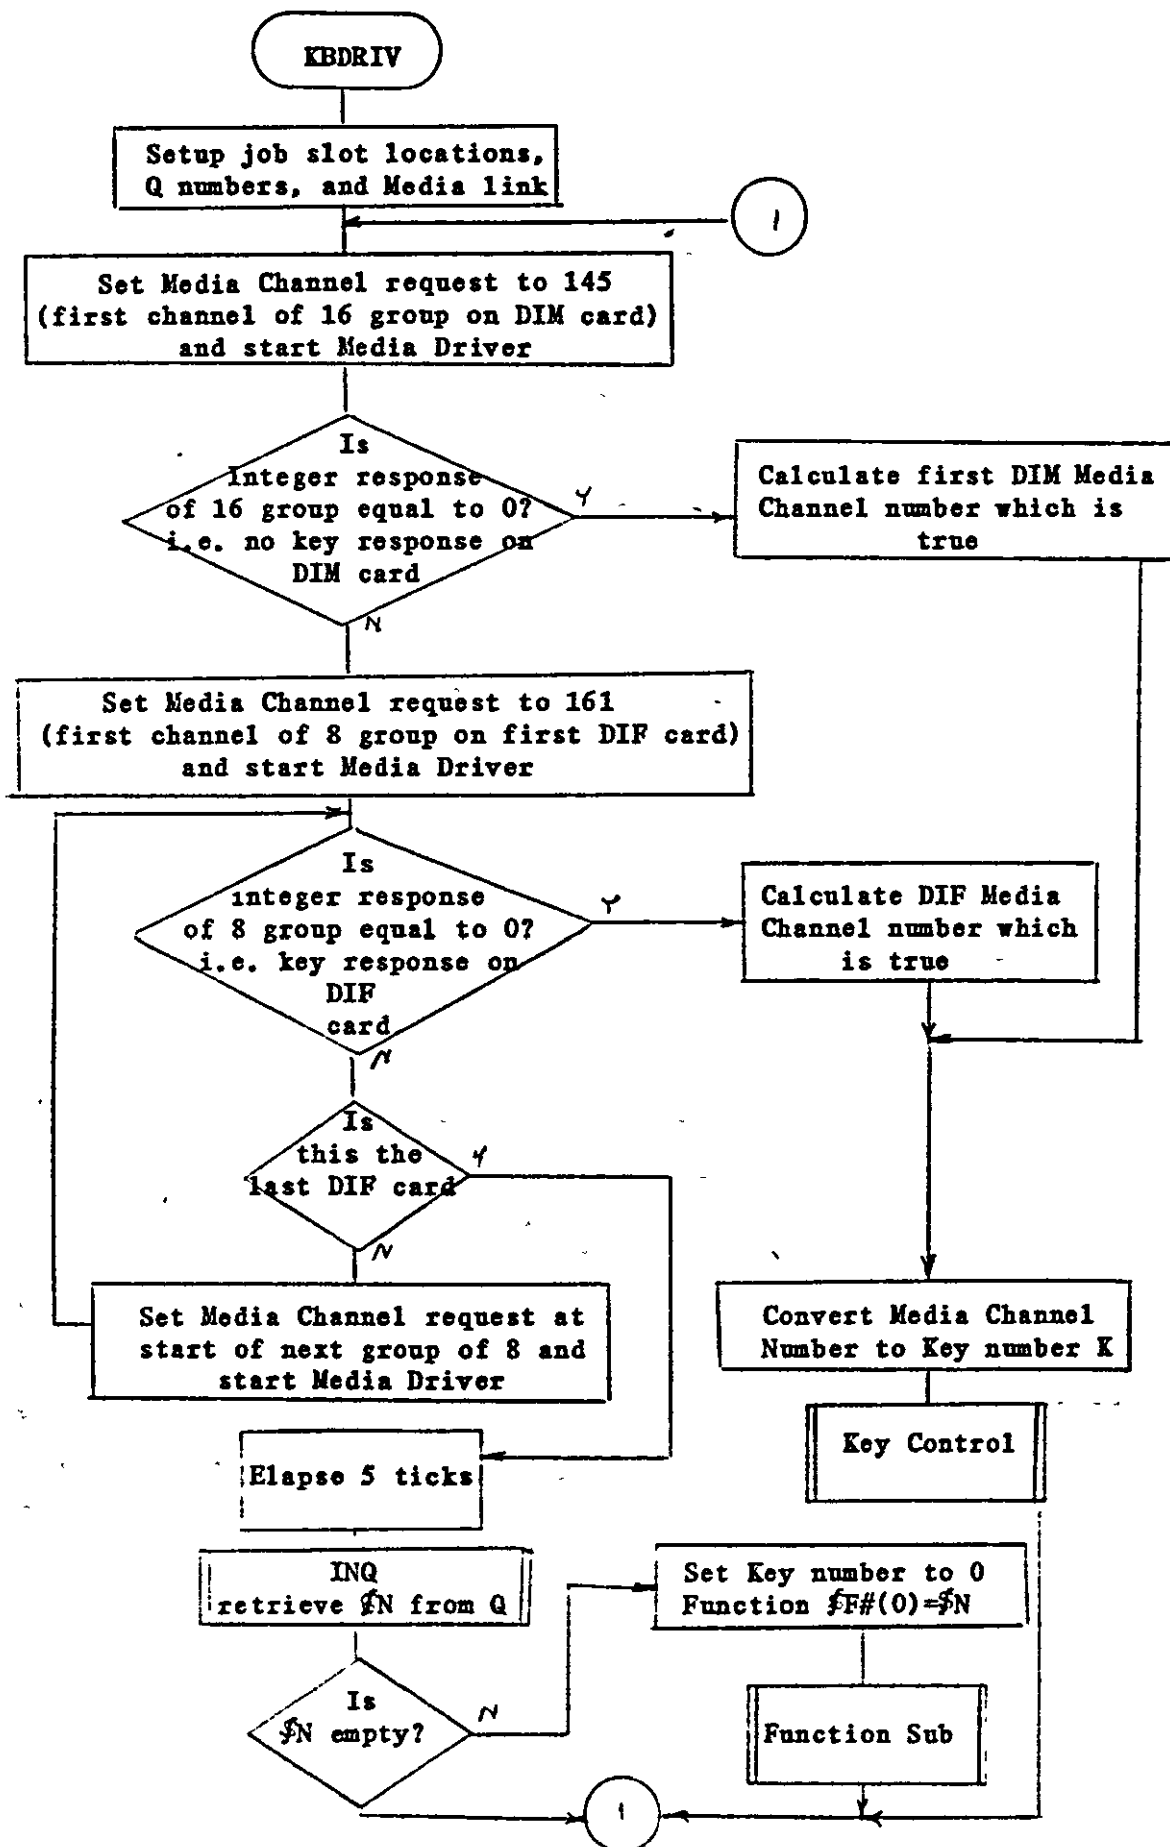 KBDRIV
Setup job slot locations,
Q numbers, and Media link
1
Set Media Channel request to 145
(first channel of 16 group on DIM card)
and start Media Driver
Is
Integer response
of 16 group equal to 0?
i.e. no key response on
DIM card
Y
N
Calculate first DIM Media
Channel number which is
true
Set Media Channel request to 161
(first channel of 8 group on first DIF card)
and start Media Driver
Is
integer response
of 8 group equal to 0?
i.e. key response on
DIF
card
Y
N
Calculate DIF Media
Channel number which
is true
Is
this the
last DIF card
Y
N
Set Media Channel request at
start of next group of 8 and
start Media Driver
Convert Media Channel
Number to Key number K
Key Control
Elapse 5 ticks
INQ
retrieve $N from Q
Set Key number to 0
Function $F#(0)=$N
Is
$N empty?
N
Function Sub
1